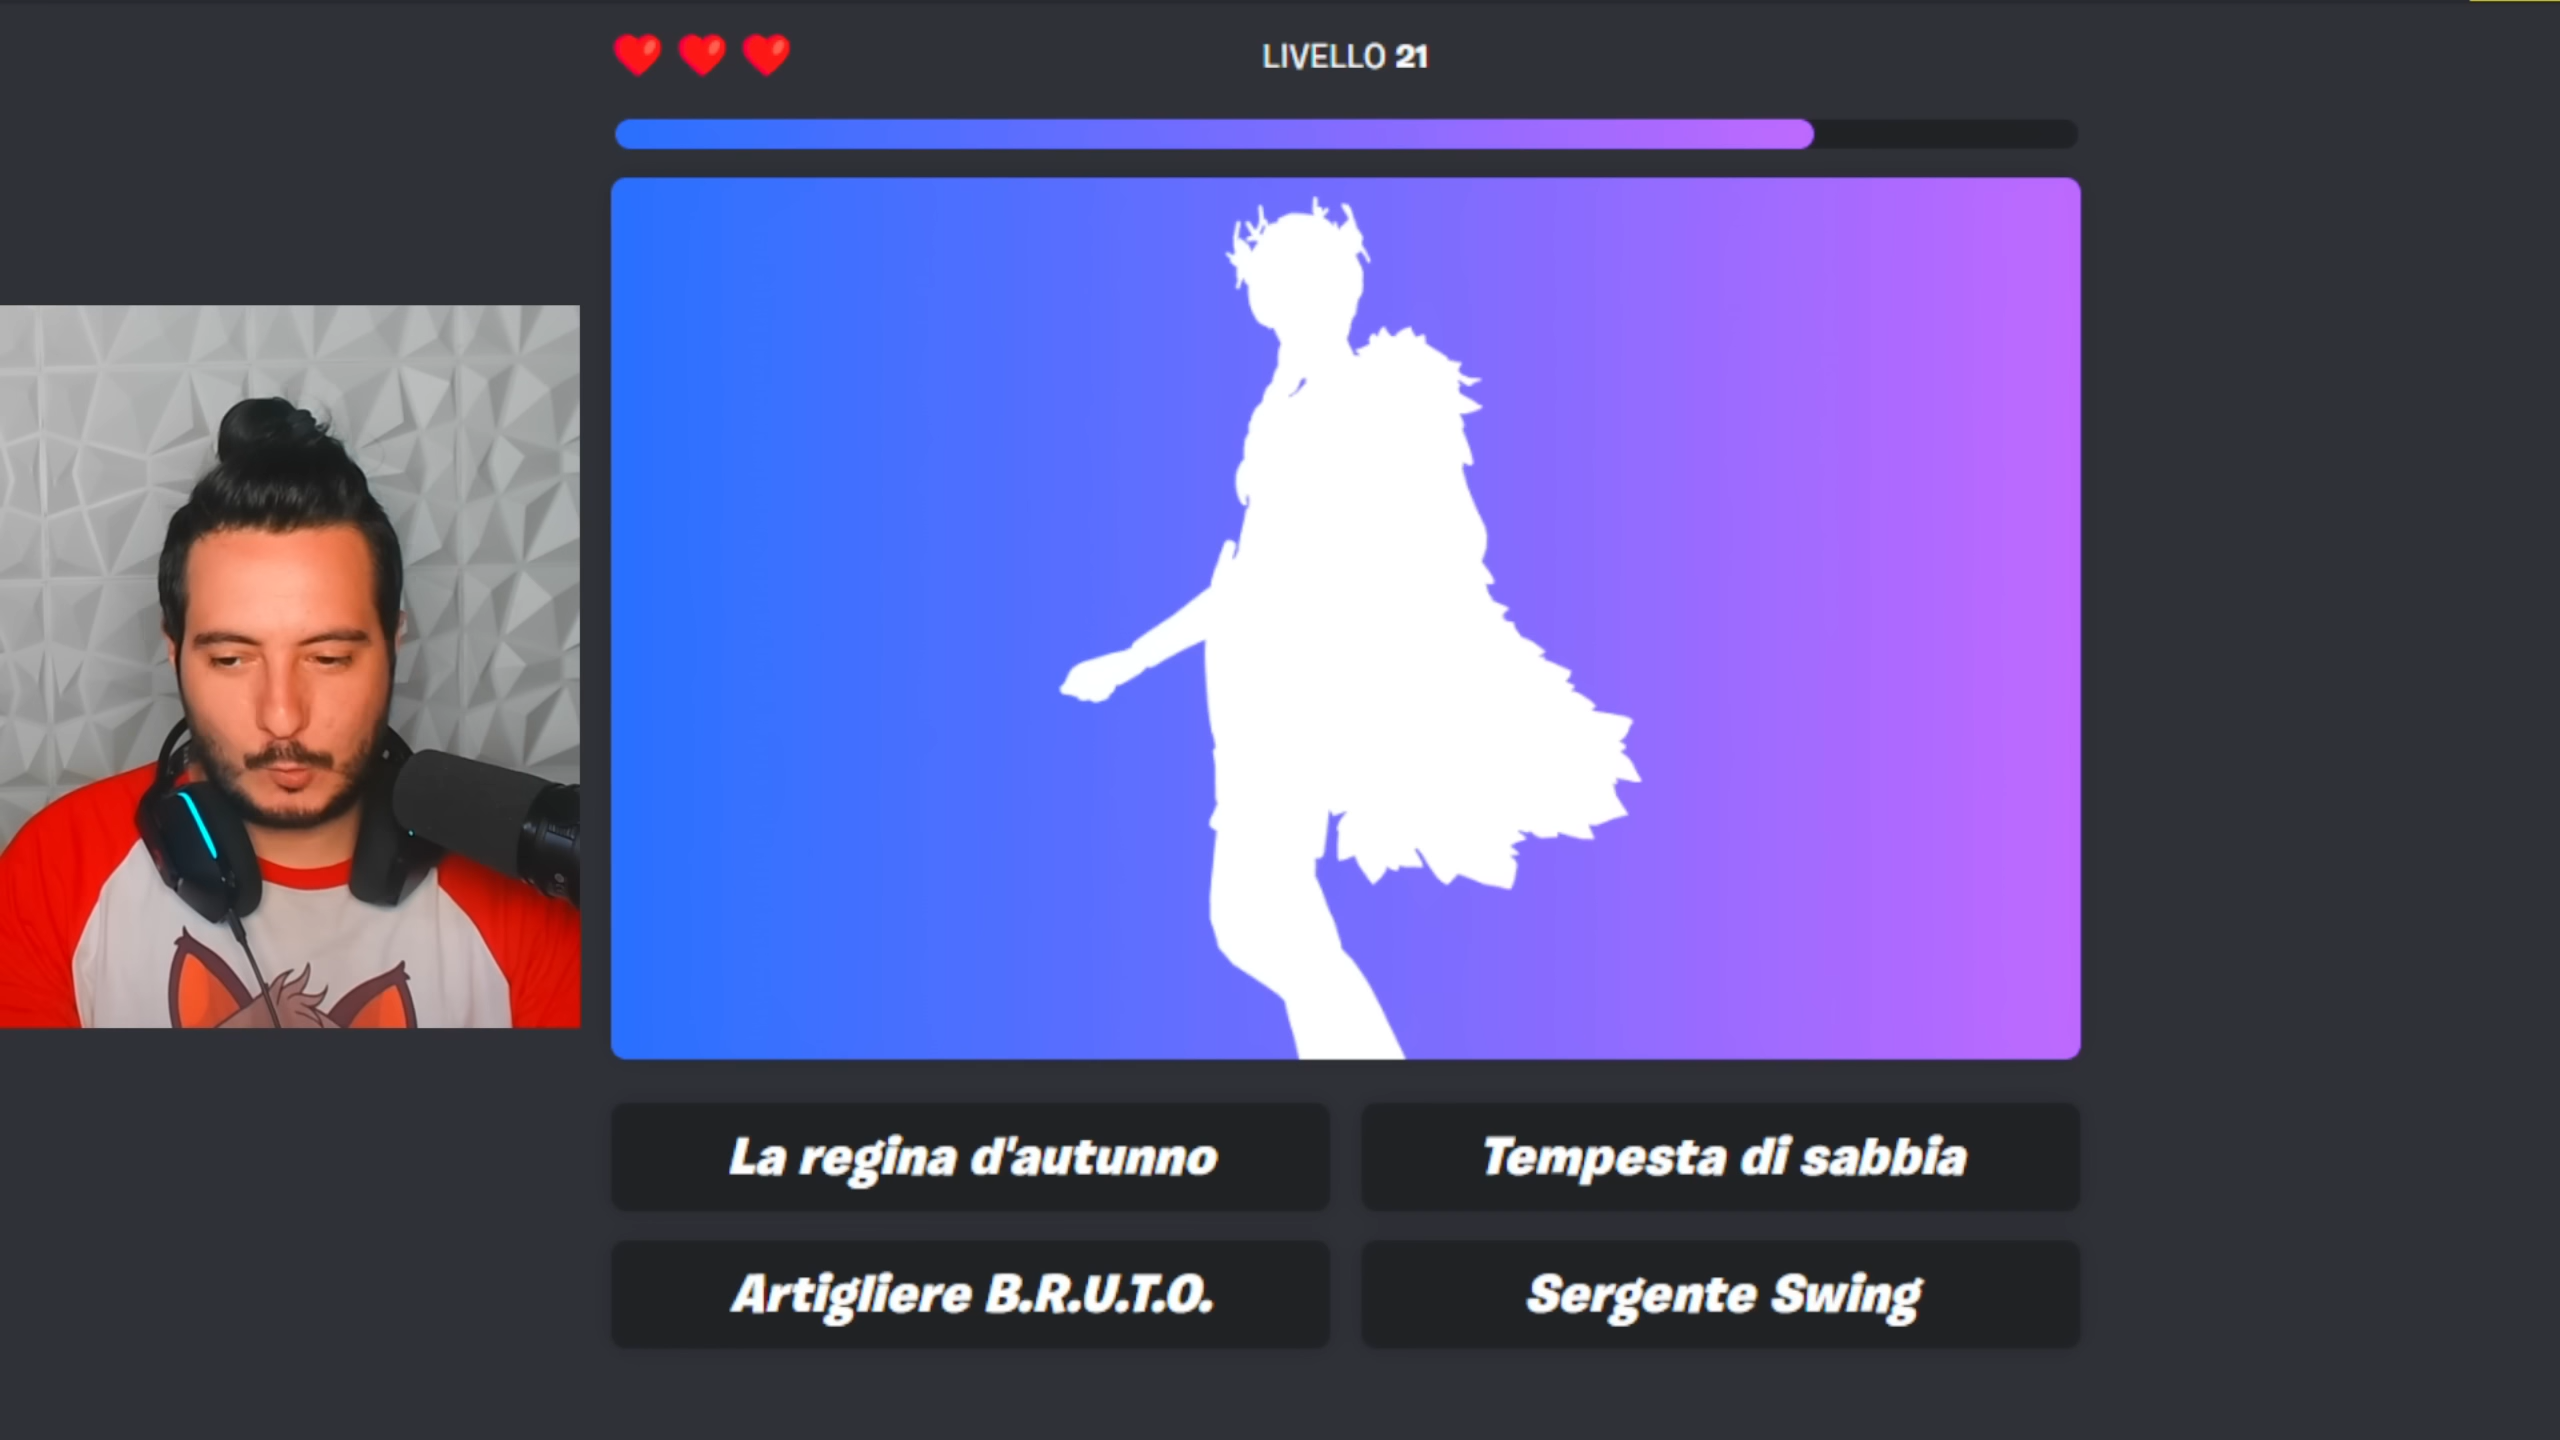 LIVELLO 21
La regina d'autunno
Tempesta di sabbia
Artigliere B.R.U.T.O.
Sergente Swing